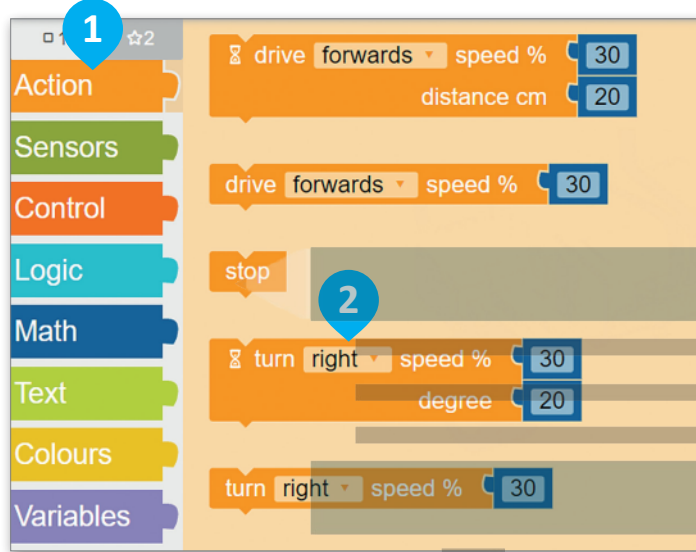 1
2
Action
Sensors
Control
Logic
Math
Text
Colours
Variables
drive forwards speed % 30
distance cm 20
drive forwards speed % 30
stop
2
turn right speed % 30
degree 20
turn right speed % 30